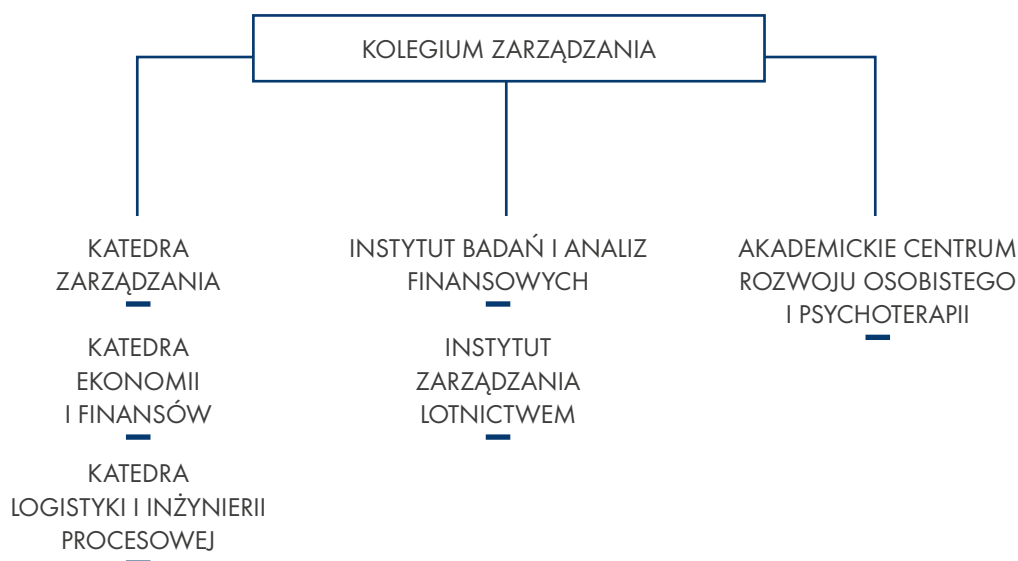 KOLEGIUM ZARZĄDZANIA
KATEDRA
ZARZĄDZANIA
KATEDRA
EKONOMII
I FINANSÓW
KATEDRA
LOGISTYKI I INŻYNIERII
PROCESOWEJ
INSTYTUT BADAŃ I ANALIZ
FINANSOWYCH
INSTYTUT
ZARZĄDZANIA
LOTNICTWEM
AKADEMICKIE CENTRUM
ROZWOJU OSOBISTEGO
I PSYCHOTERAPII